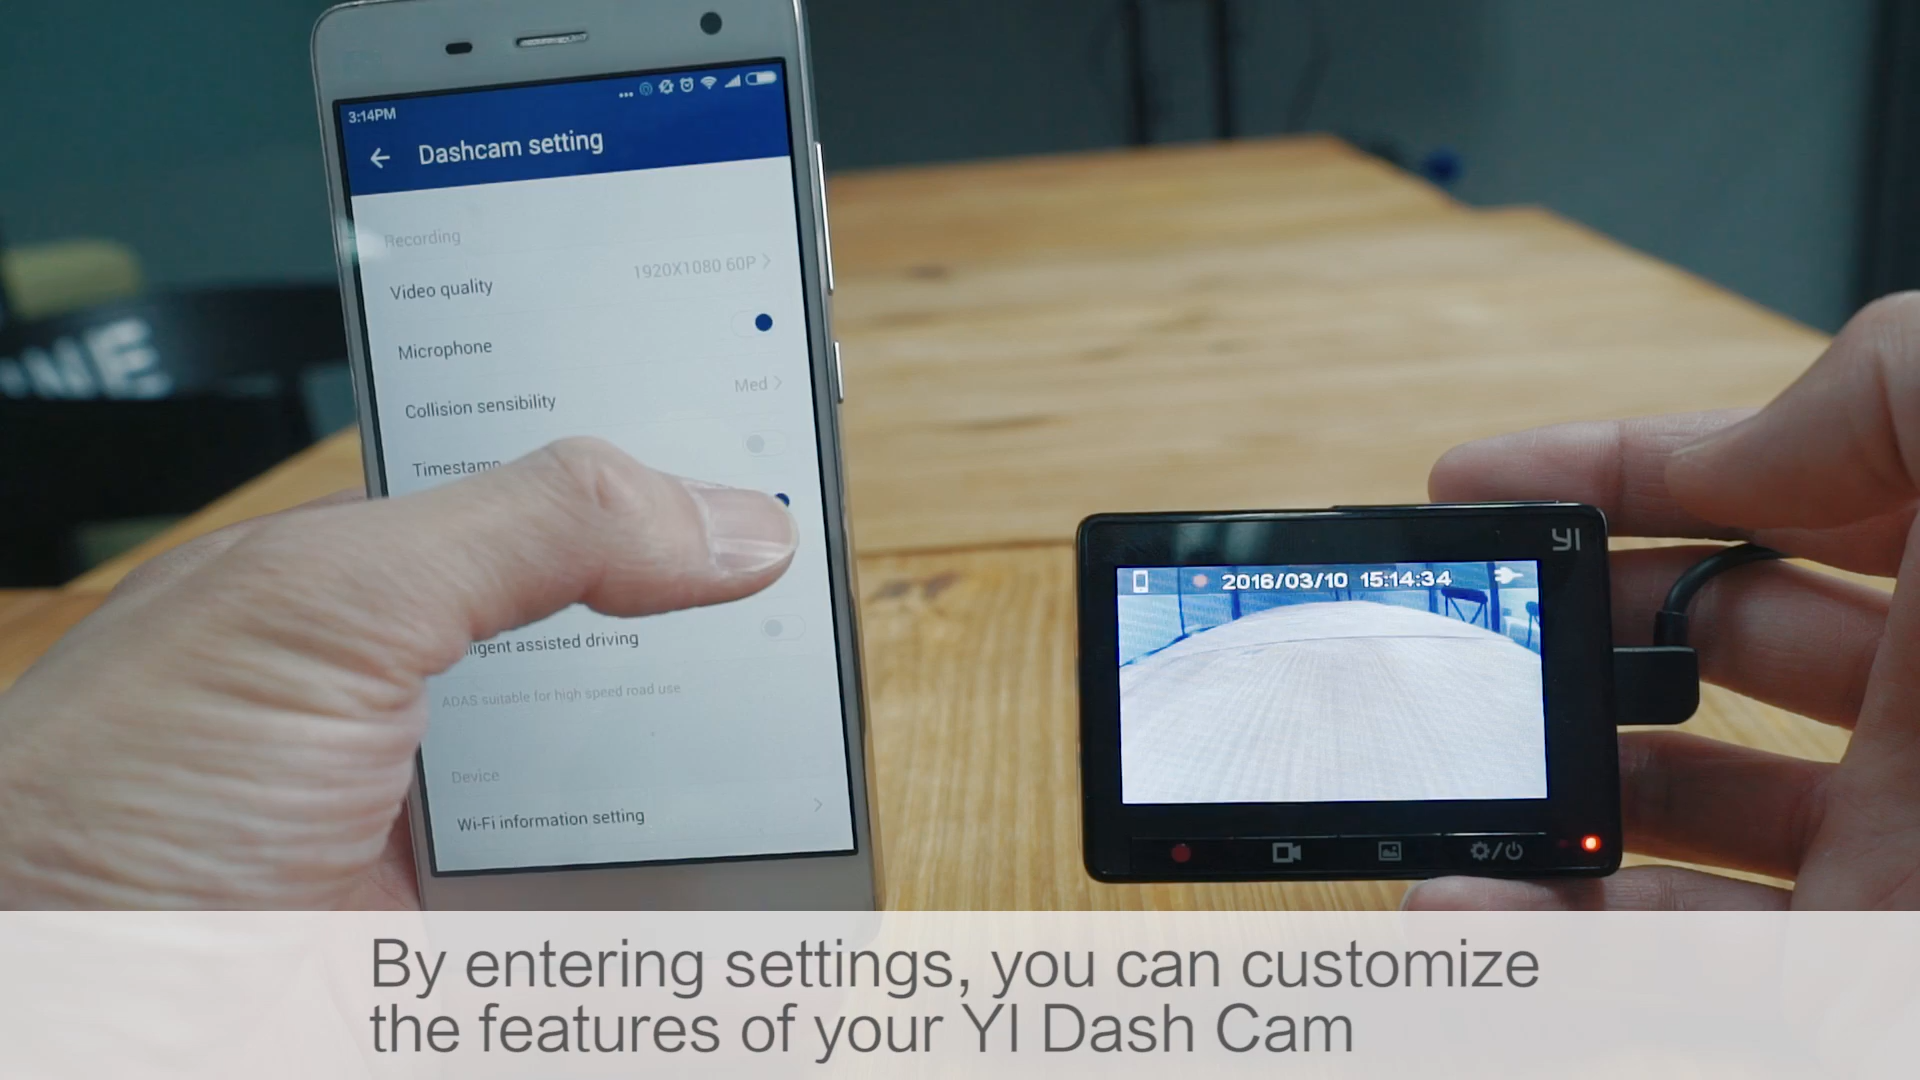 3:14PM
Dashcam setting
Recording
Video quality
1920X1080 60P
Microphone
Collision sensibility
Med
Timestamp
assisted driving
ADAS suitable for high speed road use
Device
Wi-Fi information setting
YI
2016/03/10 15:14:34
By entering settings, you can customize
the features of your YI Dash Cam